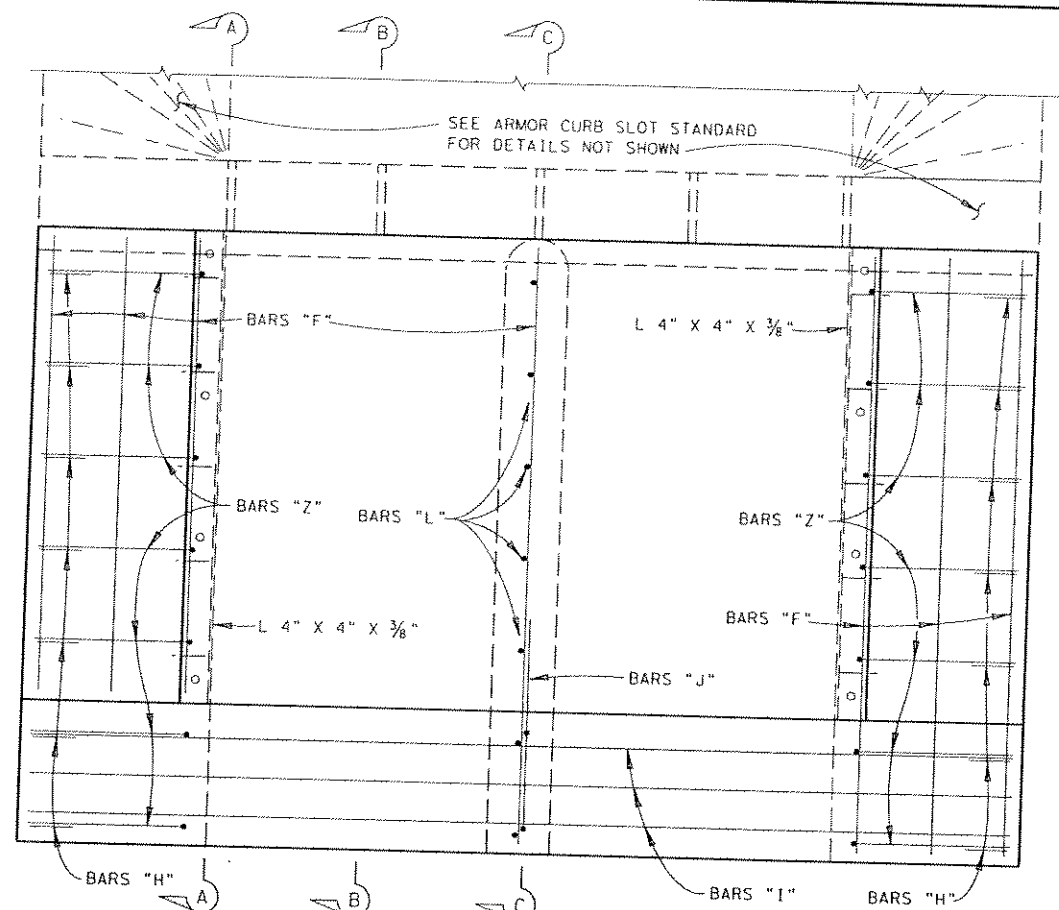 A B C
SEE ARMOR CURB SLOT STANDARD
FOR DETAILS NOT SHOWN
BARS "F"
L 4" X 4" X ⅜"
BARS "Z"
BARS "L"
BARS "Z"
L 4" X 4" X ⅜"
BARS "F"
BARS "J"
BARS "H"
BARS "I"
BARS "H"
A B C